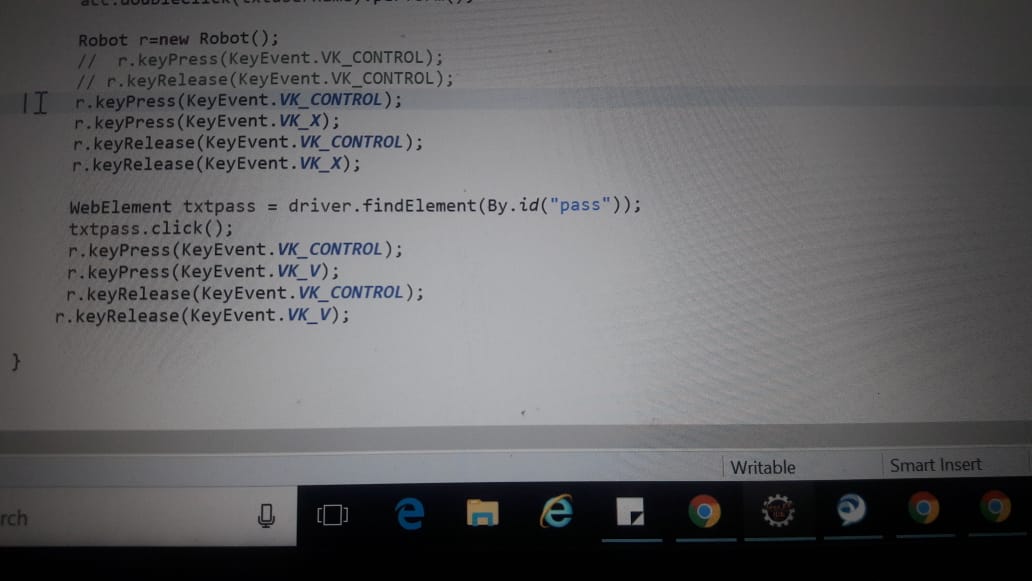 Robot r=new Robot();
//  r.keyPress(KeyEvent.VK_CONTROL);
// r.keyRelease(KeyEvent.VK_CONTROL);
r.keyPress(KeyEvent.VK_CONTROL);
r.keyPress(KeyEvent.VK_X);
r.keyRelease(KeyEvent.VK_CONTROL);
r.keyRelease(KeyEvent.VK_X);
WebElement txtpass = driver.findElement(By.id("pass"));
txtpass.click();
r.keyPress(KeyEvent.VK_CONTROL);
r.keyPress(KeyEvent.VK_V);
r.keyRelease(KeyEvent.VK_CONTROL);
r.keyRelease(KeyEvent.VK_V);
}
Writable Smart Insert
rch